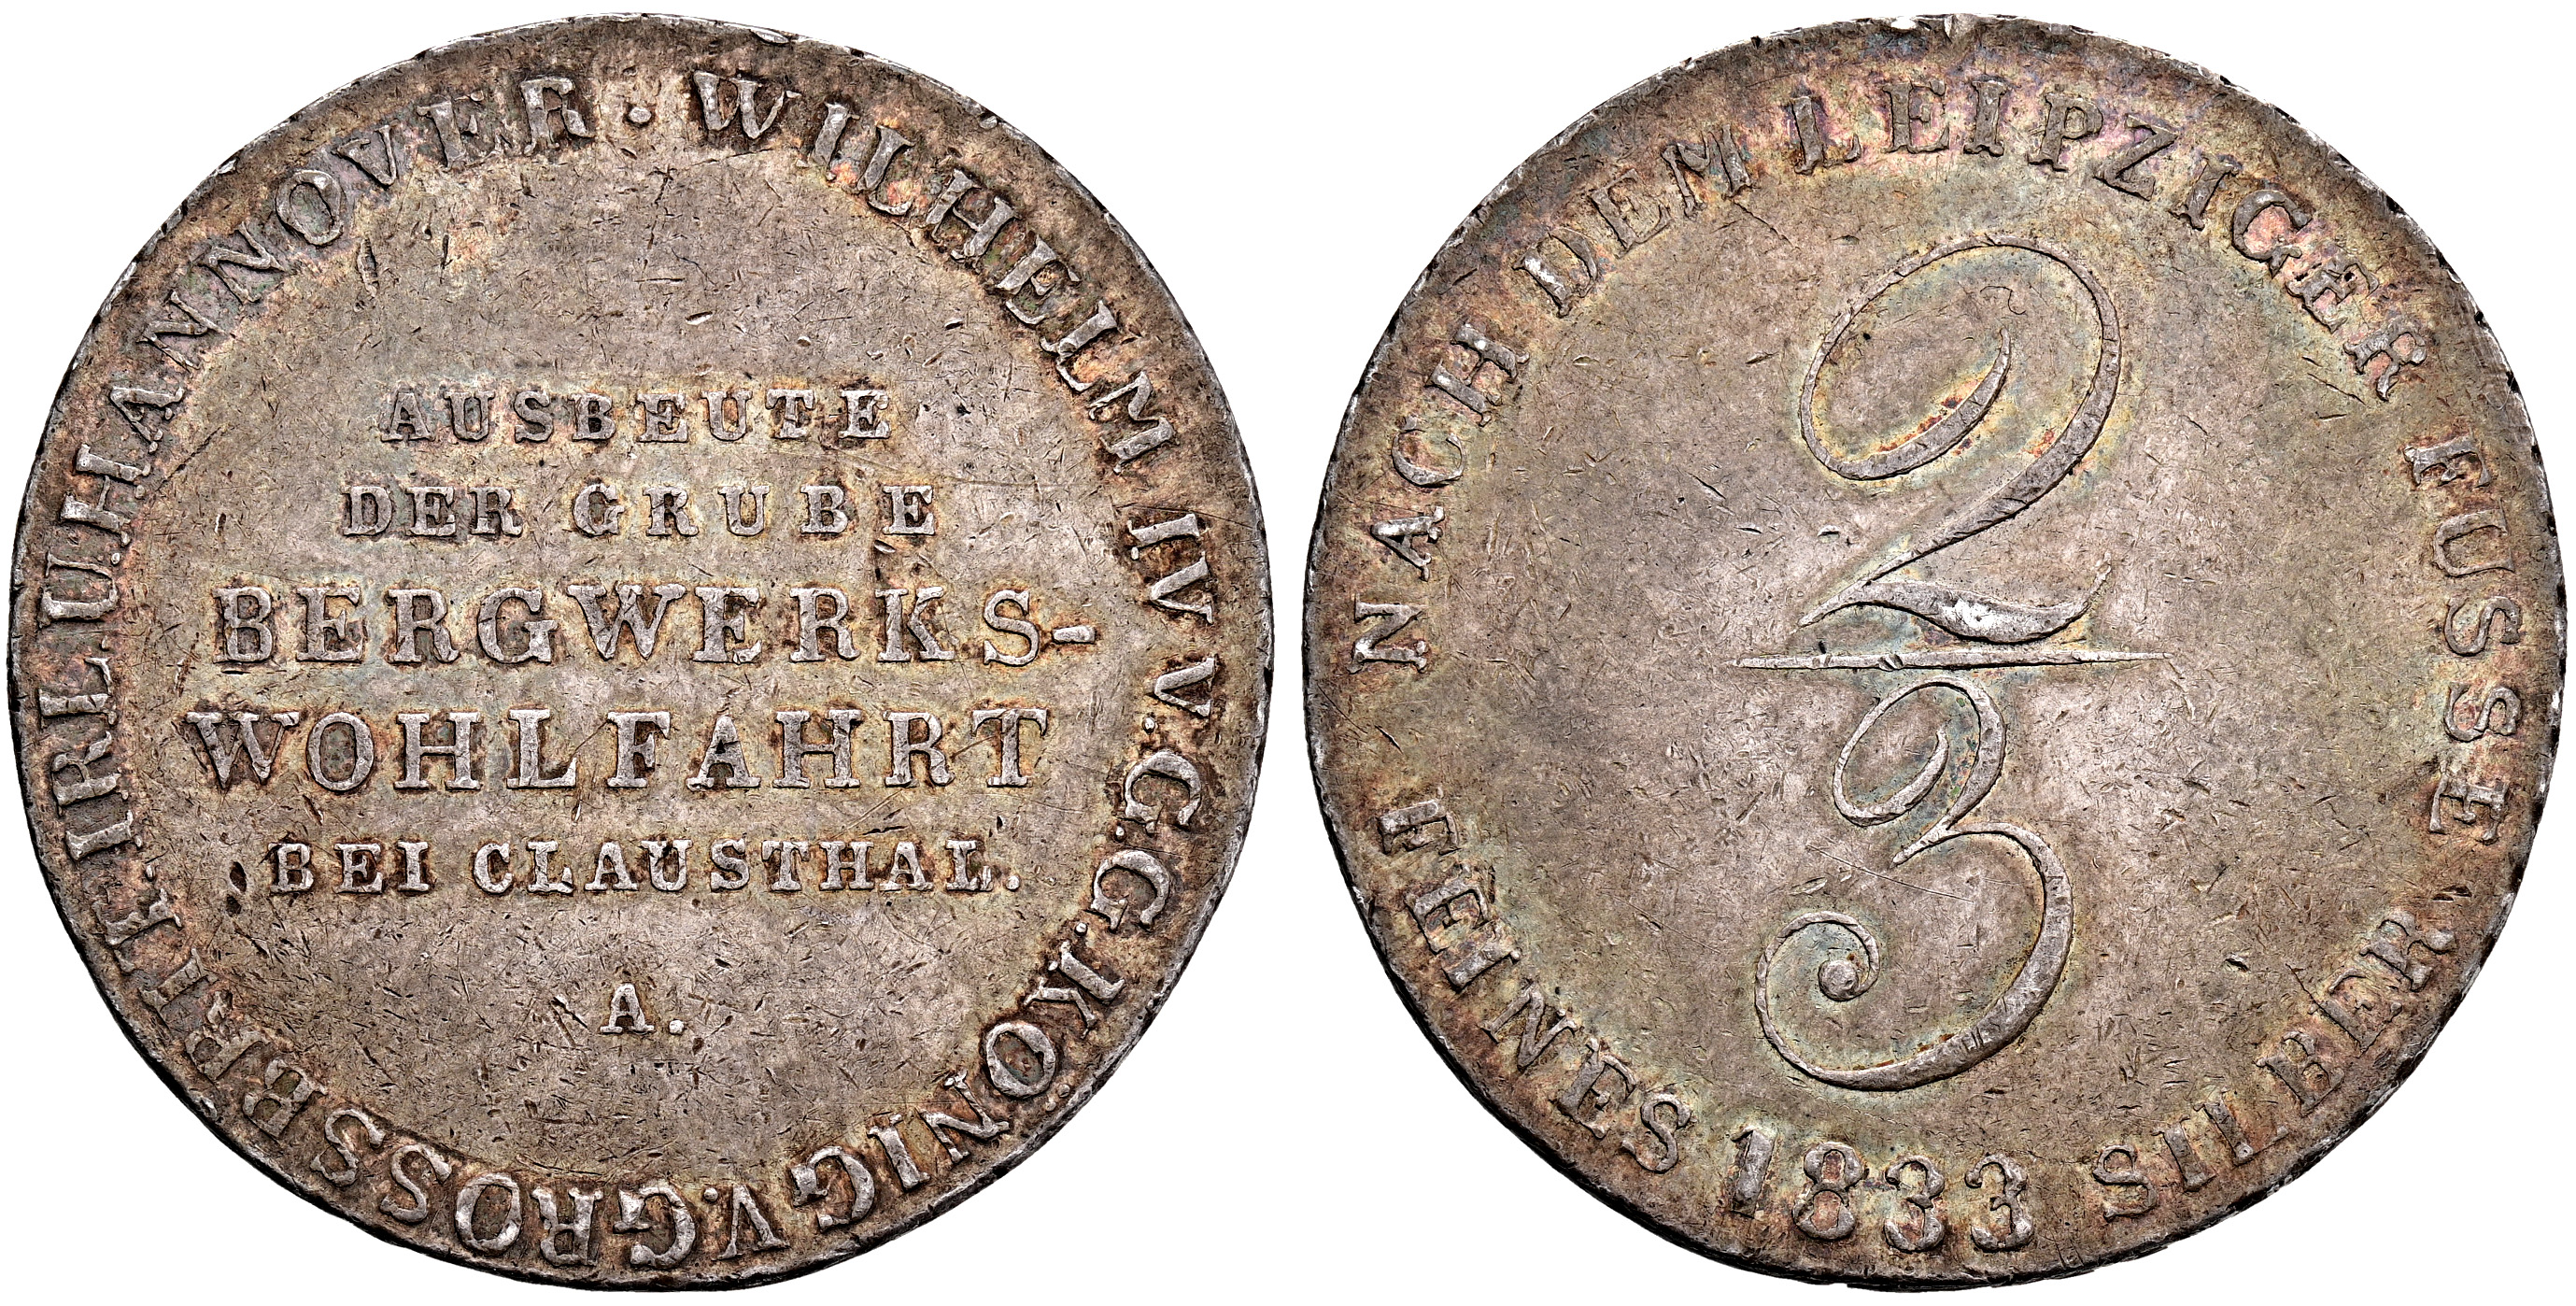 WILHELM IV V.G.G.KÖNIG V.GROSSBRIT.IRL.U.HANNOVER.
AUSBEUTE
DER GRUBE
BERGWERKS-
WOHLFAHRT
BEI CLAUSTHAL.
A.
NACH DEM LEIPZIGER FUSSE
2
3
FEINES 1833 SILBER.